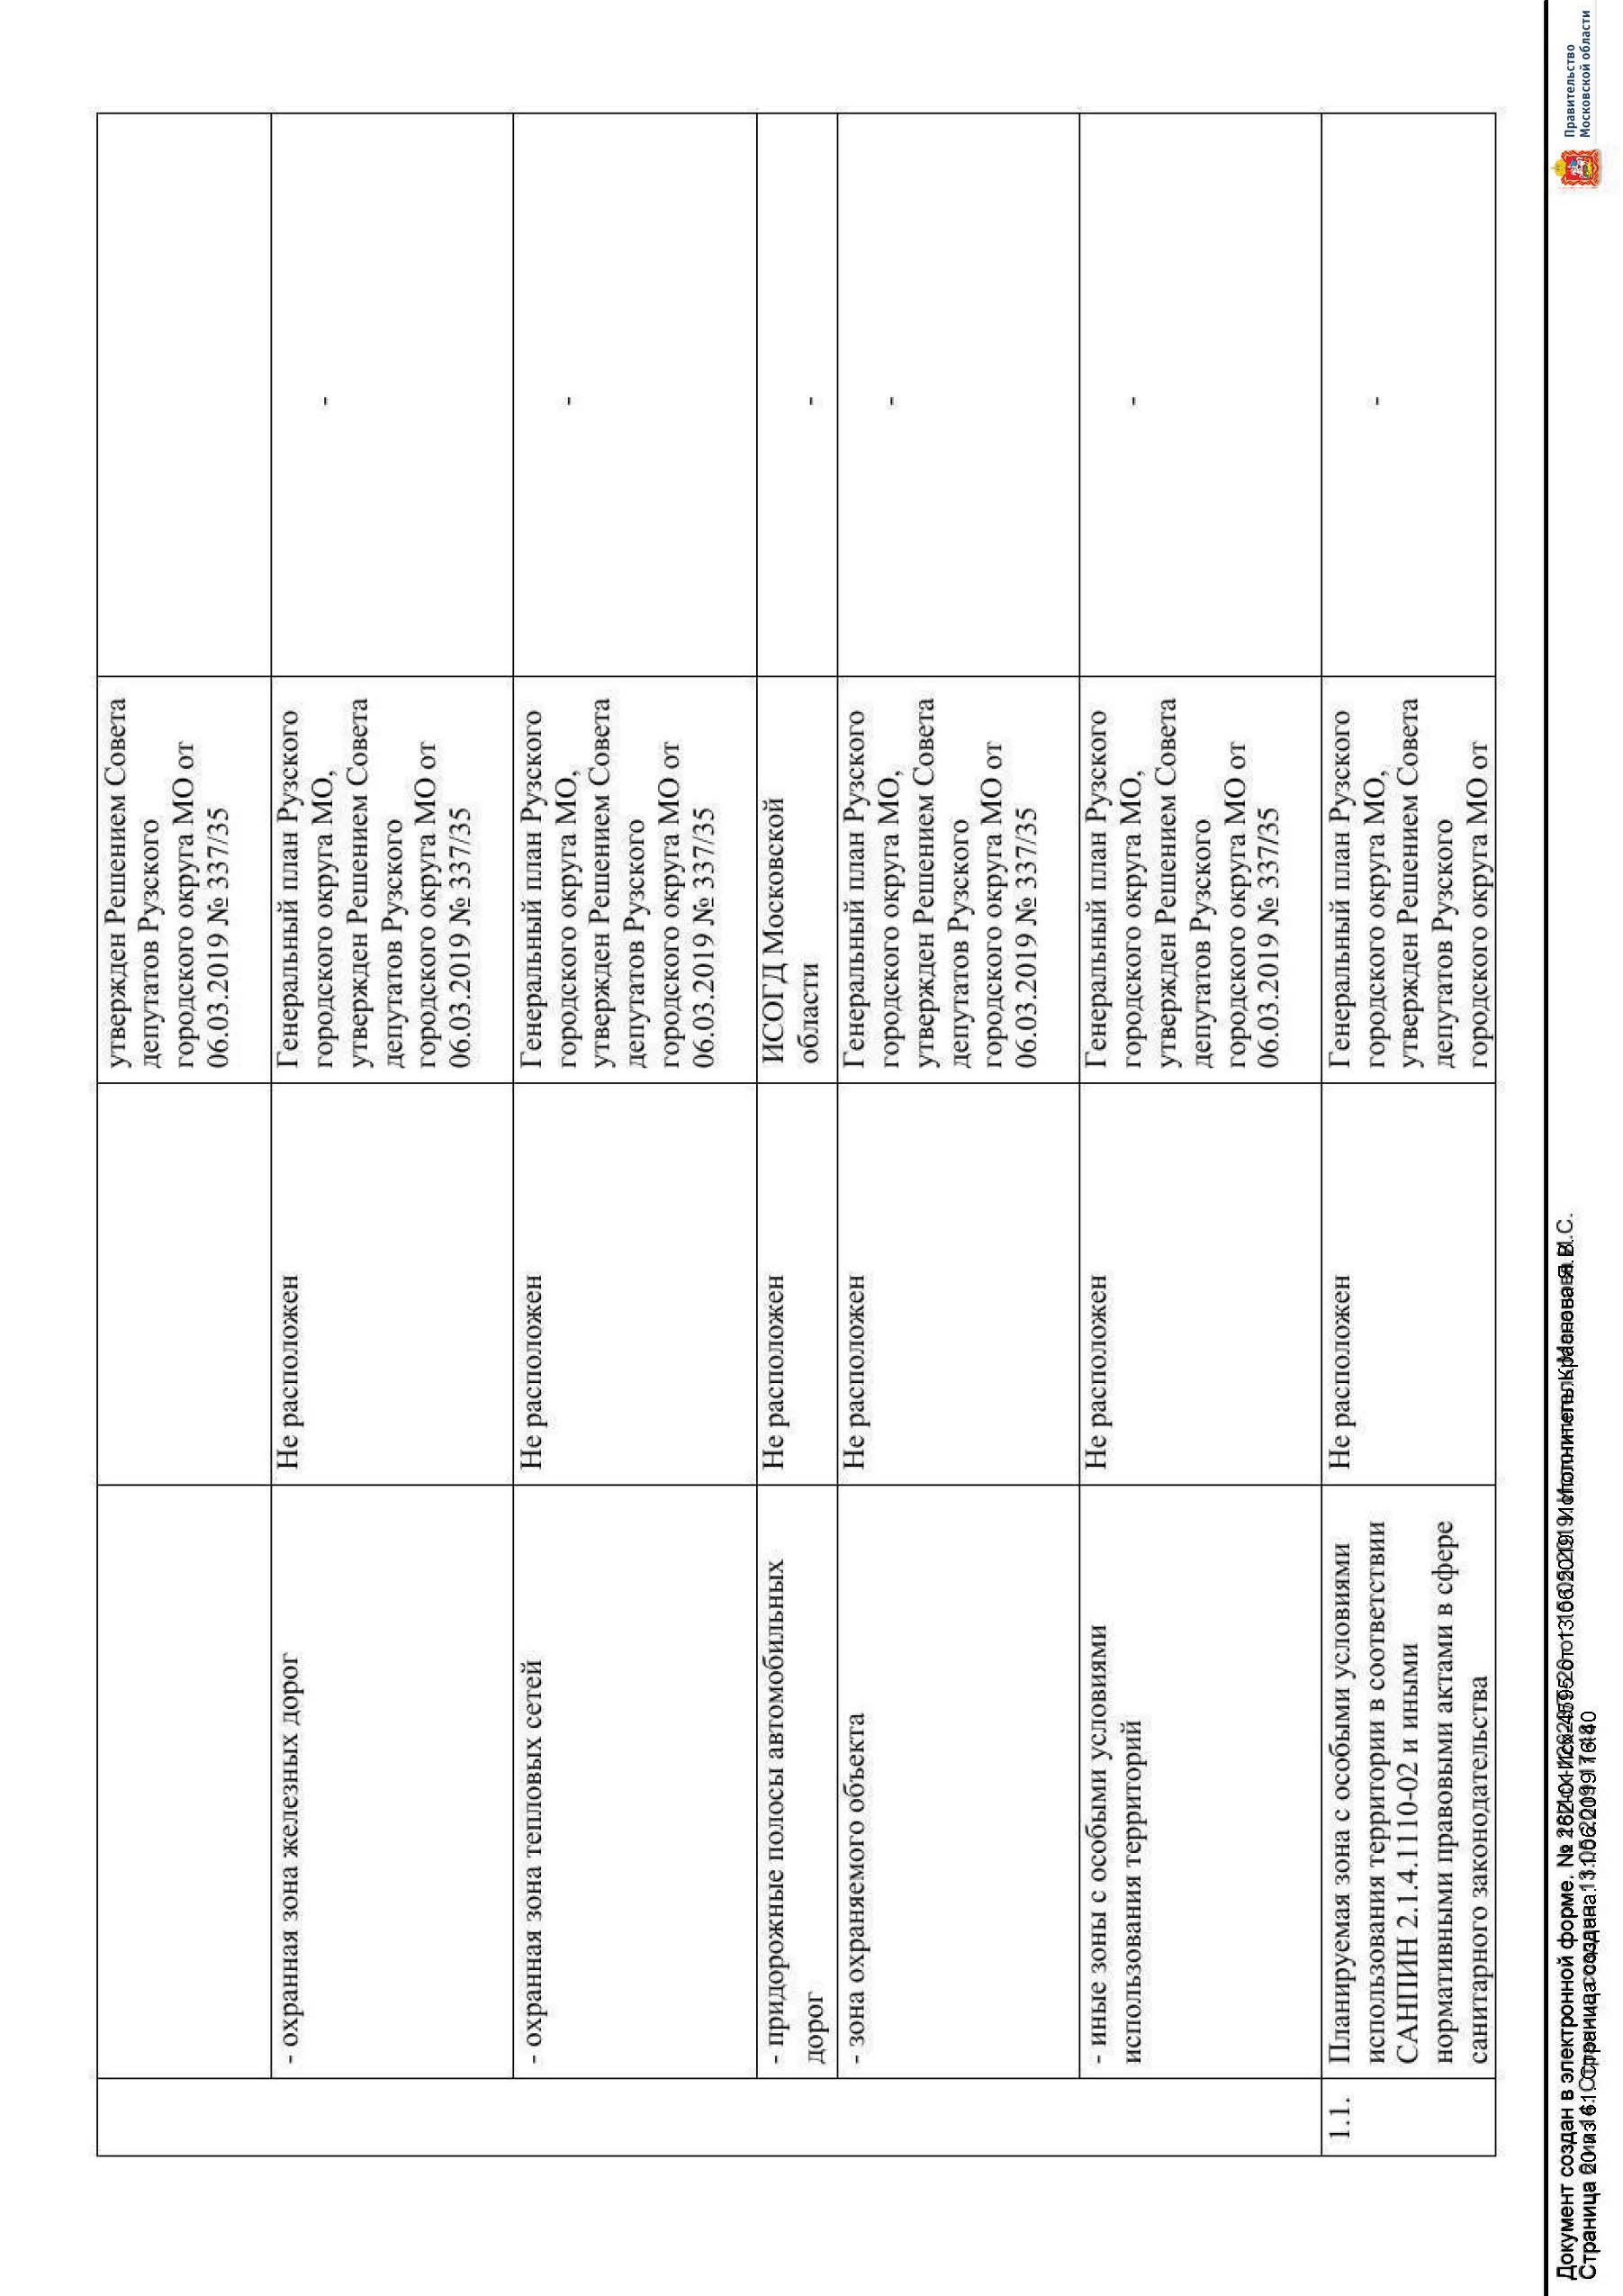 утвержден Решением Совета
депутатов Рузского
городского округа МО от
06.03.2019 № 337/35
- охранная зона железных дорог
Не расположен
Генеральный план Рузского
городского округа МО,
утвержден Решением Совета
депутатов Рузского
городского округа МО от
06.03.2019 № 337/35
-
- охранная зона тепловых сетей
Не расположен
Генеральный план Рузского
городского округа МО,
утвержден Решением Совета
депутатов Рузского
городского округа МО от
06.03.2019 № 337/35
-
- придорожные полосы автомобильных
дорог
Не расположен
ИСОГД Московской
области
-
- зона охраняемого объекта
Не расположен
Генеральный план Рузского
городского округа МО,
утвержден Решением Совета
депутатов Рузского
городского округа МО от
06.03.2019 № 337/35
-
- иные зоны с особыми условиями
использования территорий
Не расположен
Генеральный план Рузского
городского округа МО,
утвержден Решением Совета
депутатов Рузского
городского округа МО от
06.03.2019 № 337/35
-
1.1.
Планируемая зона с особыми условиями
использования территории в соответствии
САНПИН 2.1.4.1110-02 и иными
нормативными правовыми актами в сфере
санитарного законодательства
Не расположен
Генеральный план Рузского
городского округа МО,
утвержден Решением Совета
депутатов Рузского
городского округа МО от
-
Документ создан в электронной форме. №
Страница
Правительство
Московской области